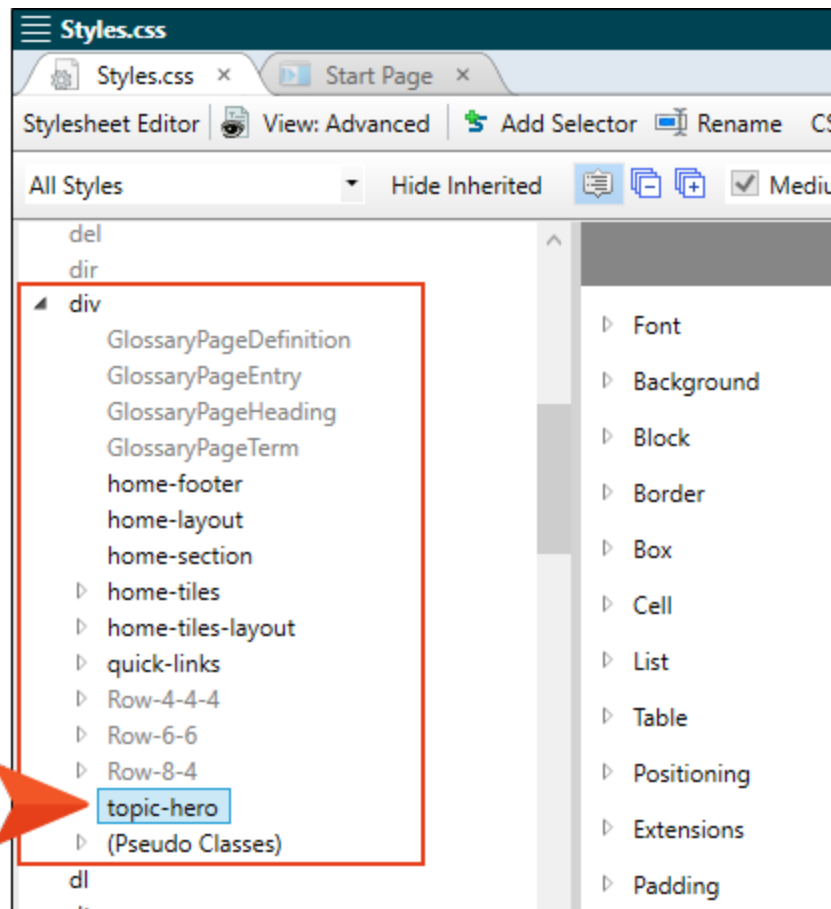 Styles.css
Styles.css × Start Page ×
Stylesheet Editor View: Advanced Add Selector Rename
All Styles Hide Inherited
del
dir
div
GlossaryPageDefinition
GlossaryPageEntry
GlossaryPageHeading
GlossaryPageTerm
home-footer
home-layout
home-section
home-tiles
home-tiles-layout
quick-links
Row-4-4-4
Row-6-6
Row-8-4
topic-hero
(Pseudo Classes)
dl
Font
Background
Block
Border
Box
Cell
List
Table
Positioning
Extensions
Padding